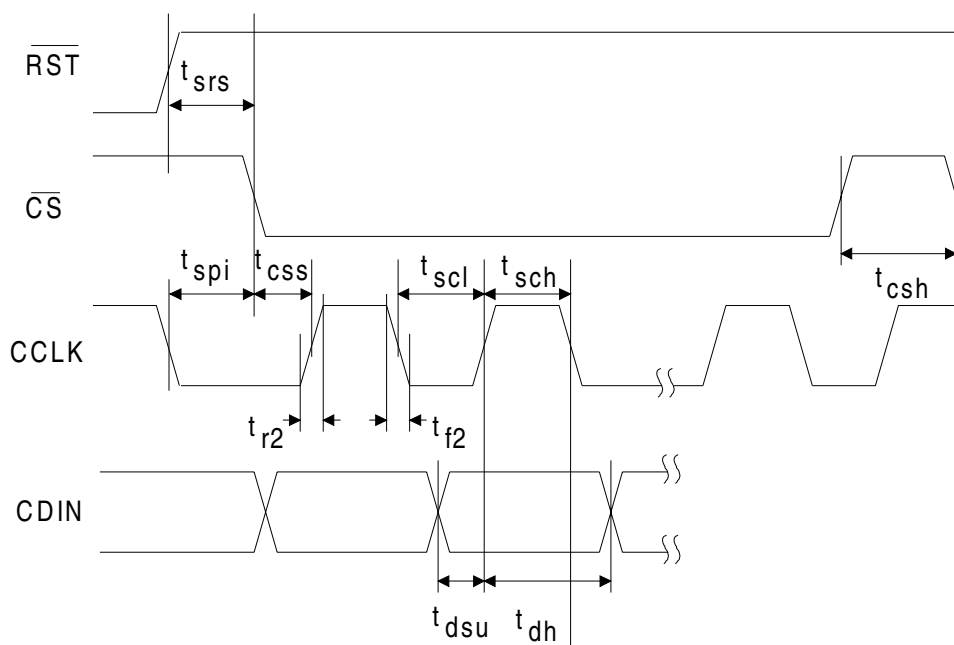 RST
t srs
CS
t spi
t css
t scl
t sch
t csh
CCLK
t r2
t f2
CDIN
t dsu
t dh